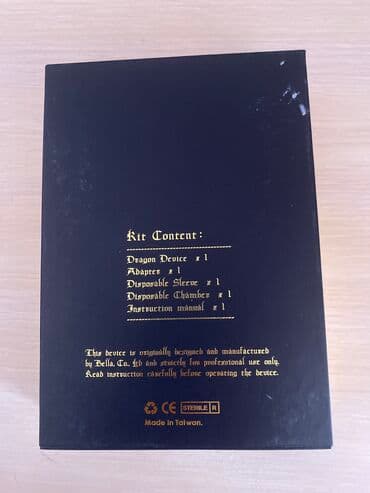 Kit Content:
Dragon Device x 1
Adapter x 1
Disposable Sleeve x 1
Disposable Chamber x 1
Instruction manual x 1
This device is originally designed and manufactured
by Bella, Co., ltd and strictly for professional use only.
Read instruction carefully before operating the device.
CE STERILE R
Made in Taiwan.